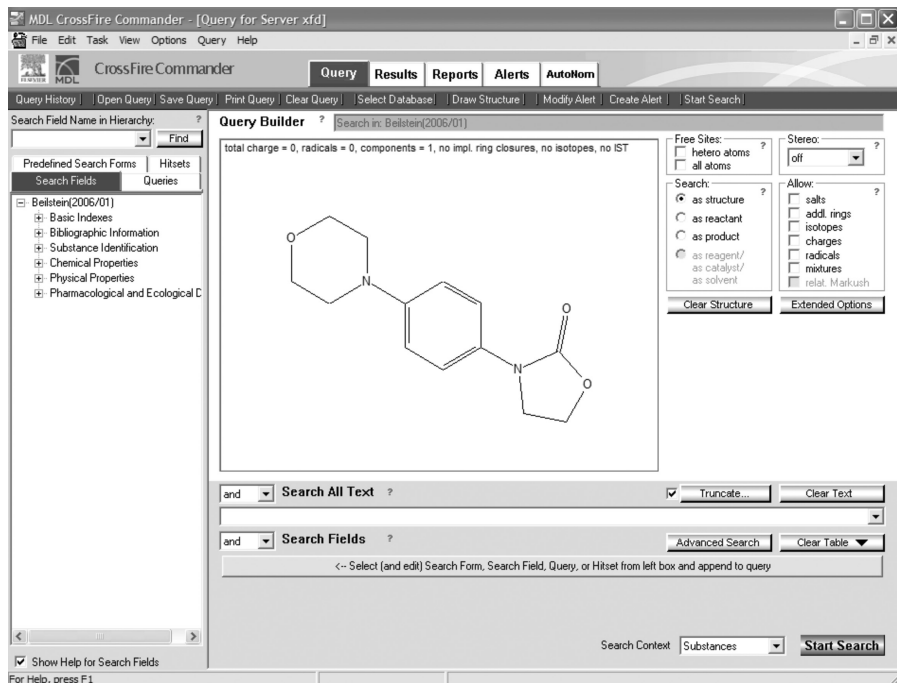 MDL CrossFire Commander - [Query for Server xfd]
File Edit Task View Options Query Help
ELSEVIER MDL CrossFire Commander Query Results Reports Alerts AutoNom
Query History | Open Query | Save Query | Print Query | Clear Query | Select Database | Draw Structure | Modify Alert | Create Alert | Start Search |
Search Field Name in Hierarchy: ?
Find
Predefined Search Forms Hitsets
Search Fields Queries
Beilstein(2006/01)
Basic Indexes
Bibliographic Information
Substance Identification
Chemical Properties
Physical Properties
Pharmacological and Ecological D
Show Help for Search Fields
Query Builder ? Search in: Beilstein(2006/01)
total charge = 0, radicals = 0, components = 1, no impl. ring closures, no isotopes, no IST
O
N
O
N
O
Free Sites: ?
hetero atoms
all atoms
Stereo: ?
off
Search: ?
as structure
as reactant
as product
as reagent/
as catalyst/
as solvent
Allow: ?
salts
addl. rings
isotopes
charges
radicals
mixtures
relat. Markush
Clear Structure Extended Options
and Search All Text ? Truncate... Clear Text
and Search Fields ? Advanced Search Clear Table
<-- Select (and edit) Search Form, Search Field, Query, or Hitset from left box and append to query
Search Context Substances Start Search
For Help, press F1